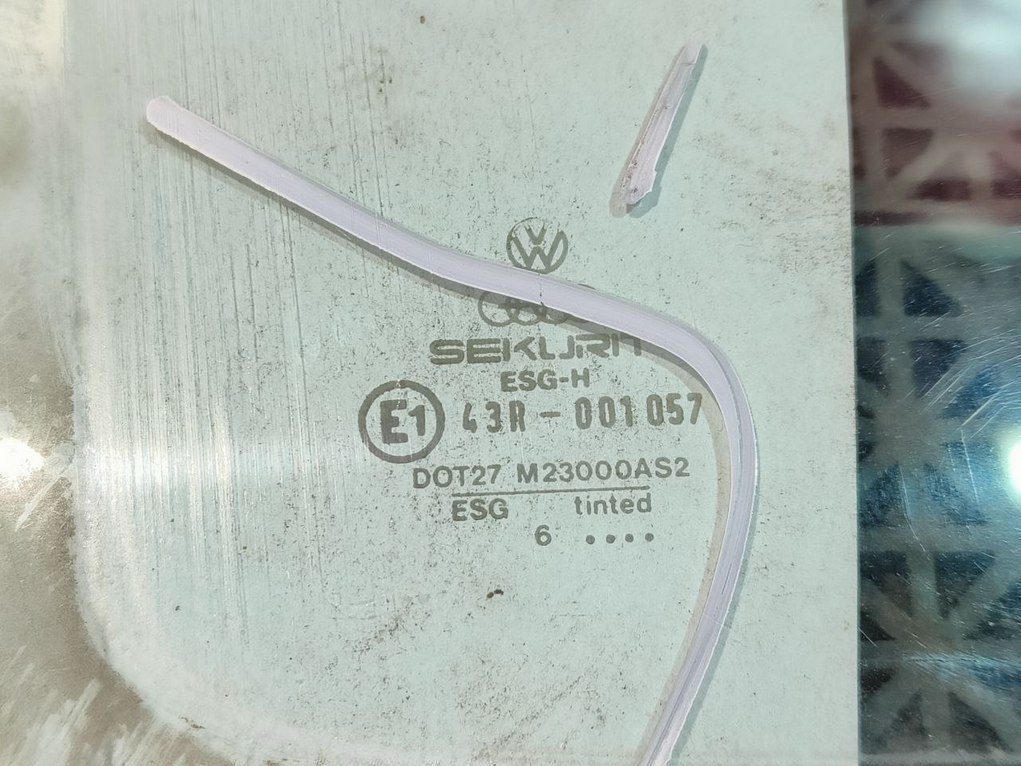 SEKURIT
ESG-H
E1 43R - 001057
DOT27 M23000AS2
ESG tinted
6 ....